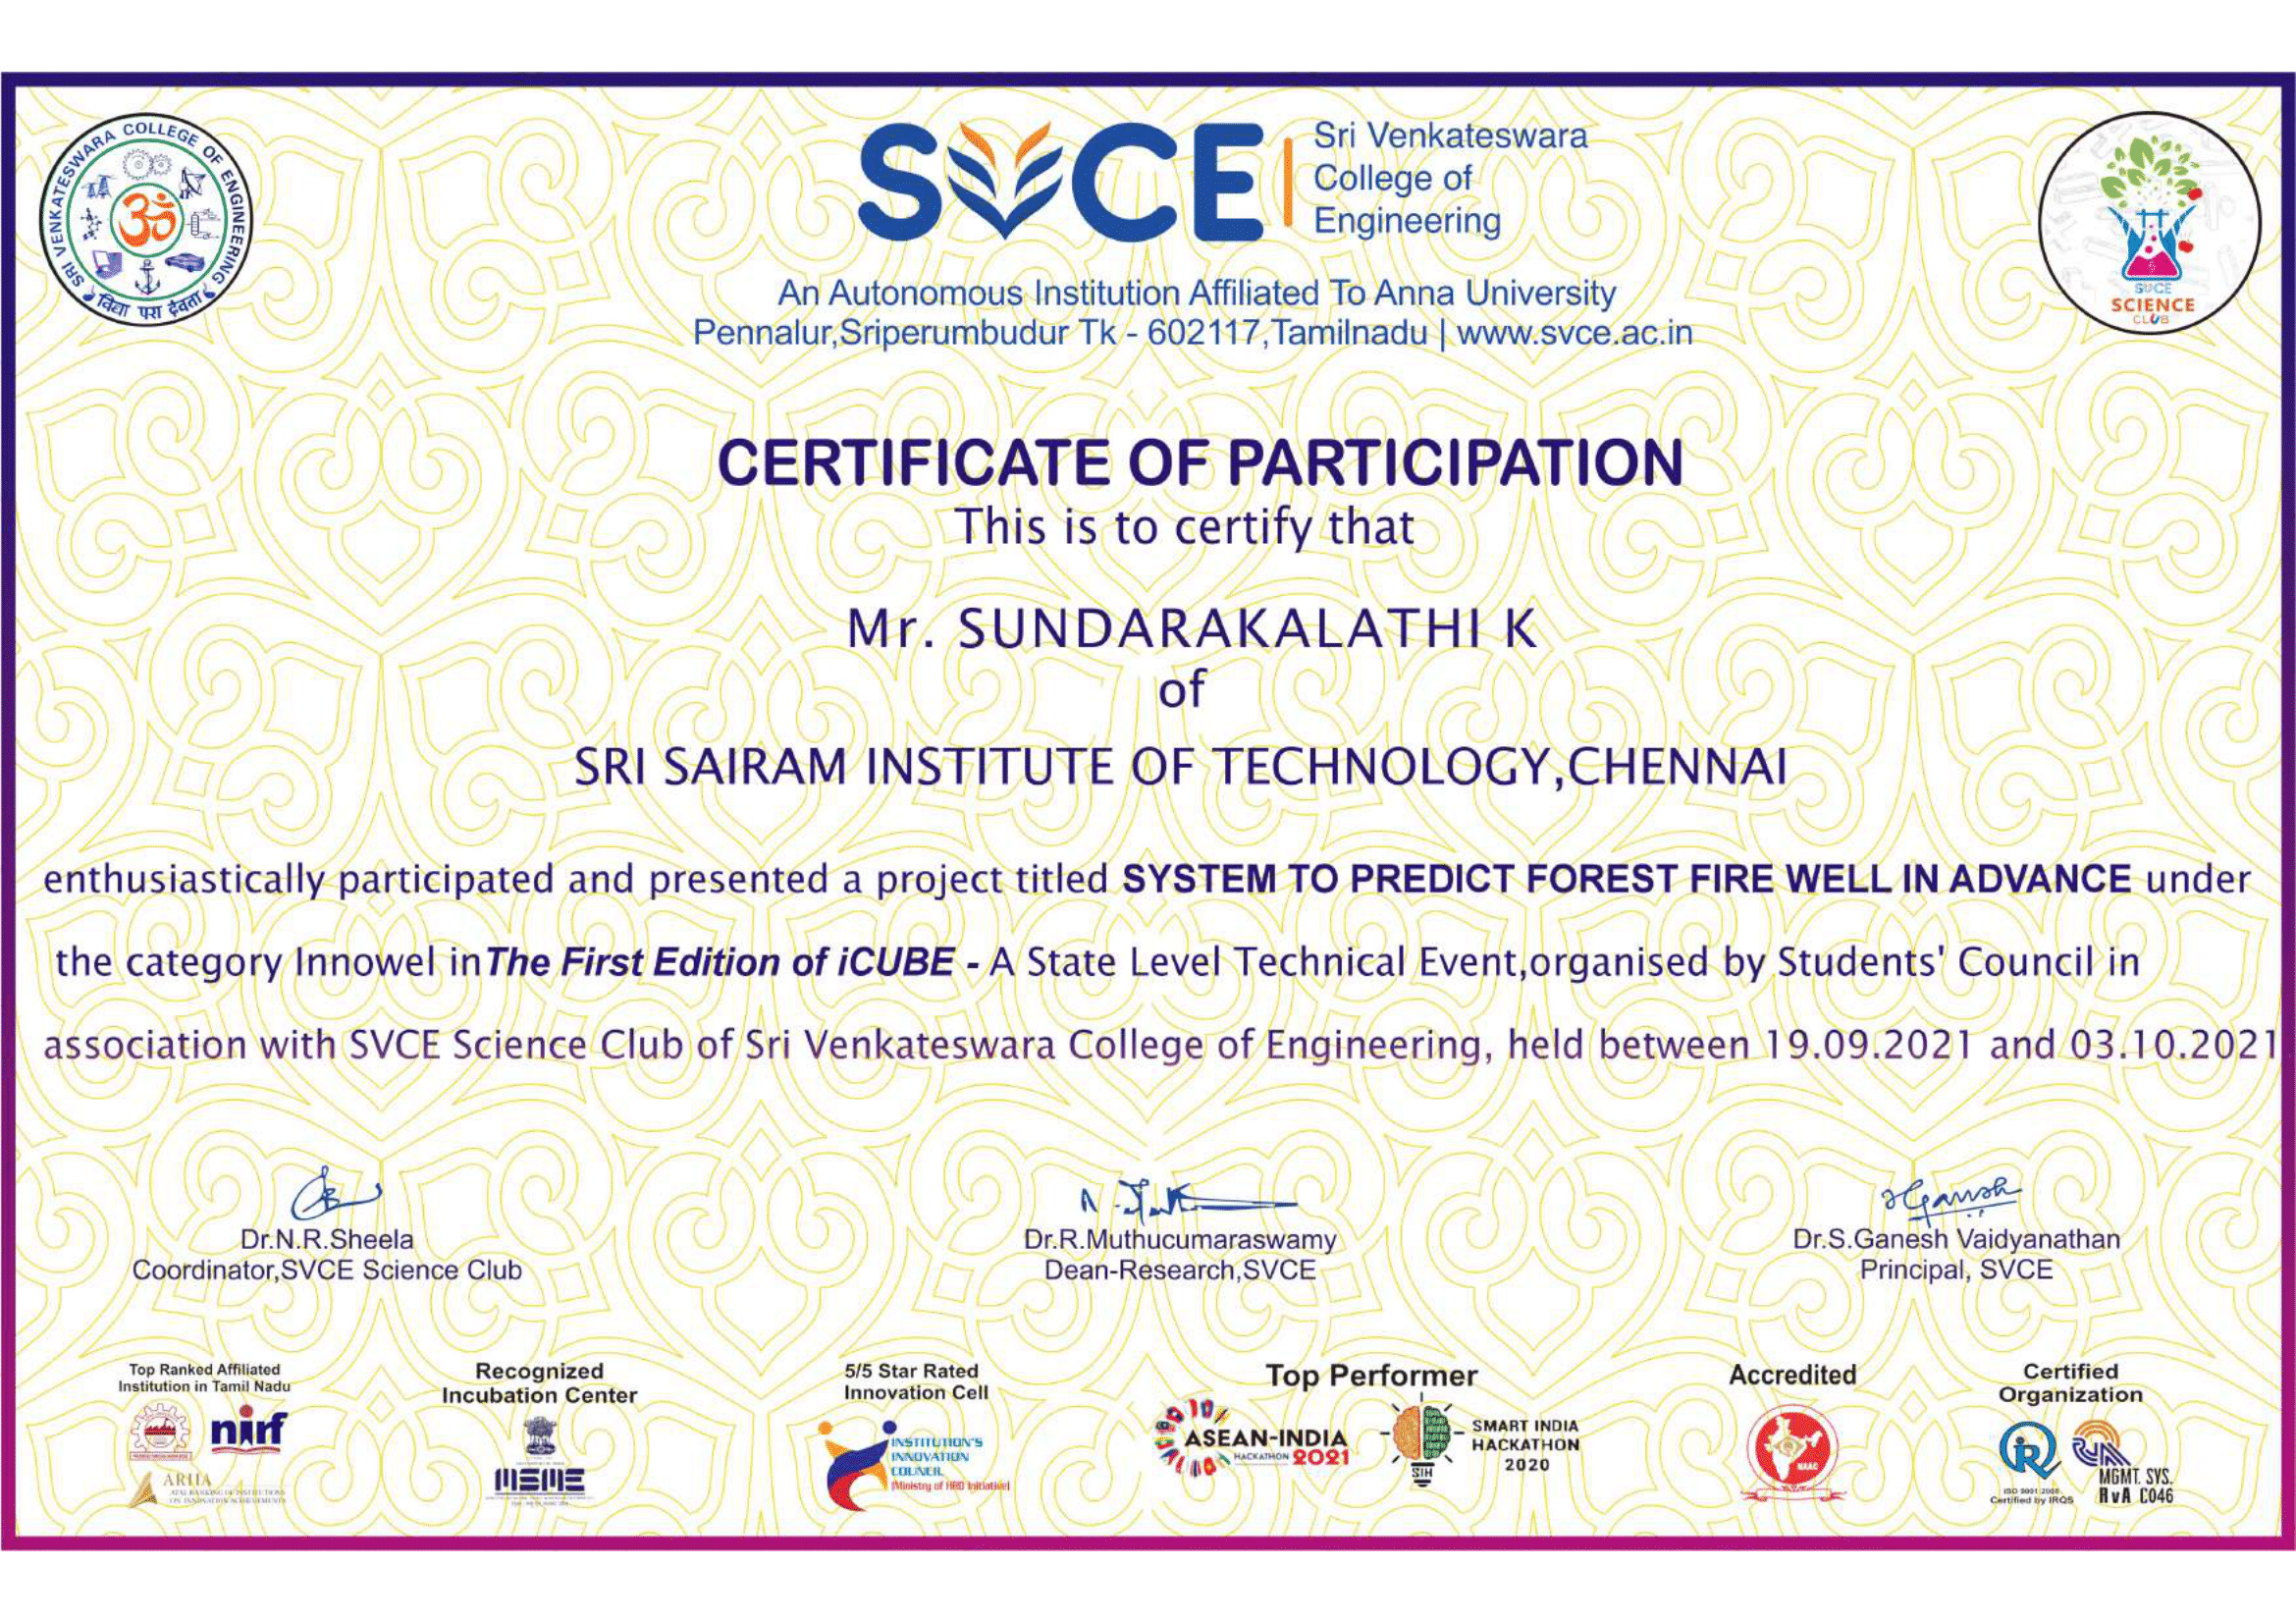 SRI VENKATESWARA COLLEGE OF ENGINEERING
विद्या परा देवता
SVCE
Sri Venkateswara
College of
Engineering
SVCE
SCIENCE
CLUB
An Autonomous Institution Affiliated To Anna University
Pennalur,Sriperumbudur Tk - 602117,Tamilnadu | www.svce.ac.in
CERTIFICATE OF PARTICIPATION
This is to certify that
Mr. SUNDARAKALATHI K
of
SRI SAIRAM INSTITUTE OF TECHNOLOGY,CHENNAI
enthusiastically participated and presented a project titled SYSTEM TO PREDICT FOREST FIRE WELL IN ADVANCE under
the category Innowel in The First Edition of iCUBE - A State Level Technical Event,organised by Students' Council in
association with SVCE Science Club of Sri Venkateswara College of Engineering, held between 19.09.2021 and 03.10.2021
Dr.N.R.Sheela
Coordinator,SVCE Science Club
Dr.R.Muthucumaraswamy
Dean-Research,SVCE
Dr.S.Ganesh Vaidyanathan
Principal, SVCE
Top Ranked Affiliated
Institution in Tamil Nadu
nirf
ARIIA
ATAL RANKING OF INSTITUTIONS
ON INNOVATION ACHIEVEMENTS
Recognized
Incubation Center
MSME
5/5 Star Rated
Innovation Cell
INSTITUTION'S
INNOVATION
COUNCIL
(Ministry of HRD Initiative)
Top Performer
ASEAN-INDIA
HACKATHON 2021
SIH
SMART INDIA
HACKATHON
2020
Accredited
NAAC
Certified
Organization
ISO 9001:2008
Certified by IRQS
MGMT. SYS.
RvA C046